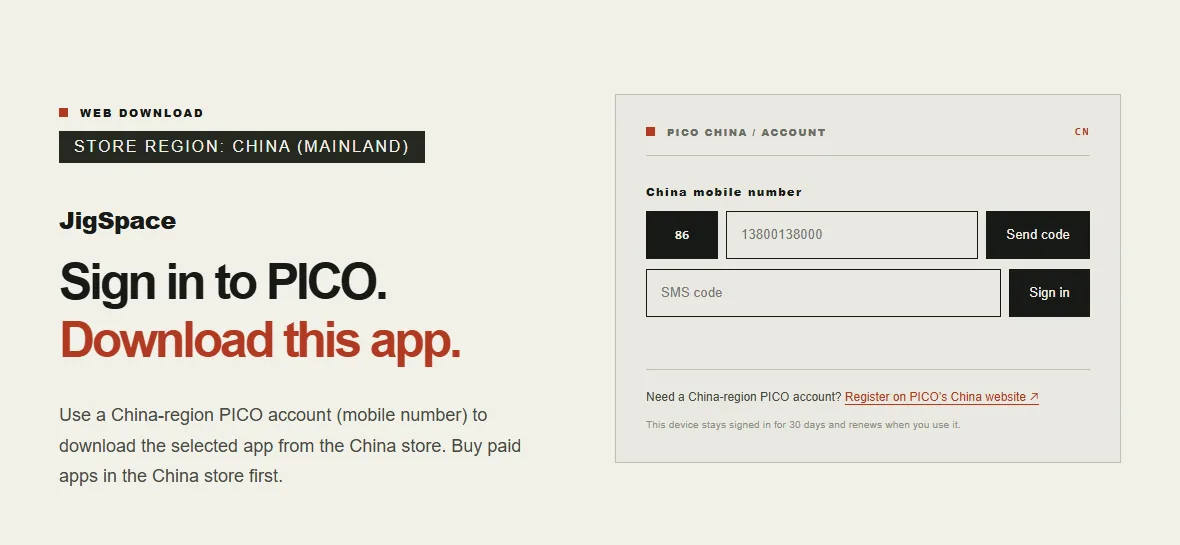 WEB DOWNLOAD
STORE REGION: CHINA (MAINLAND)
JigSpace
Sign in to PICO.
Download this app.
Use a China-region PICO account (mobile number) to
download the selected app from the China store. Buy paid
apps in the China store first.
PICO CHINA / ACCOUNT
CN
China mobile number
86
13800138000
Send code
SMS code
Sign in
Need a China-region PICO account? Register on PICO's China website ↗
This device stays signed in for 30 days and renews when you use it.